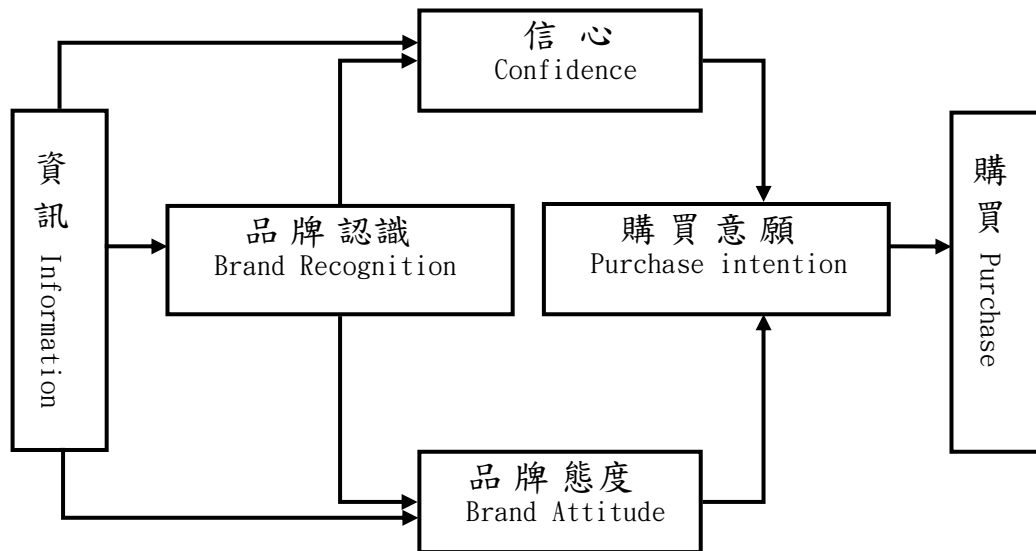 信心
Confidence
資訊 Information
品牌認識
Brand Recognition
購買意願
Purchase intention
購買 Purchase
品牌態度
Brand Attitude